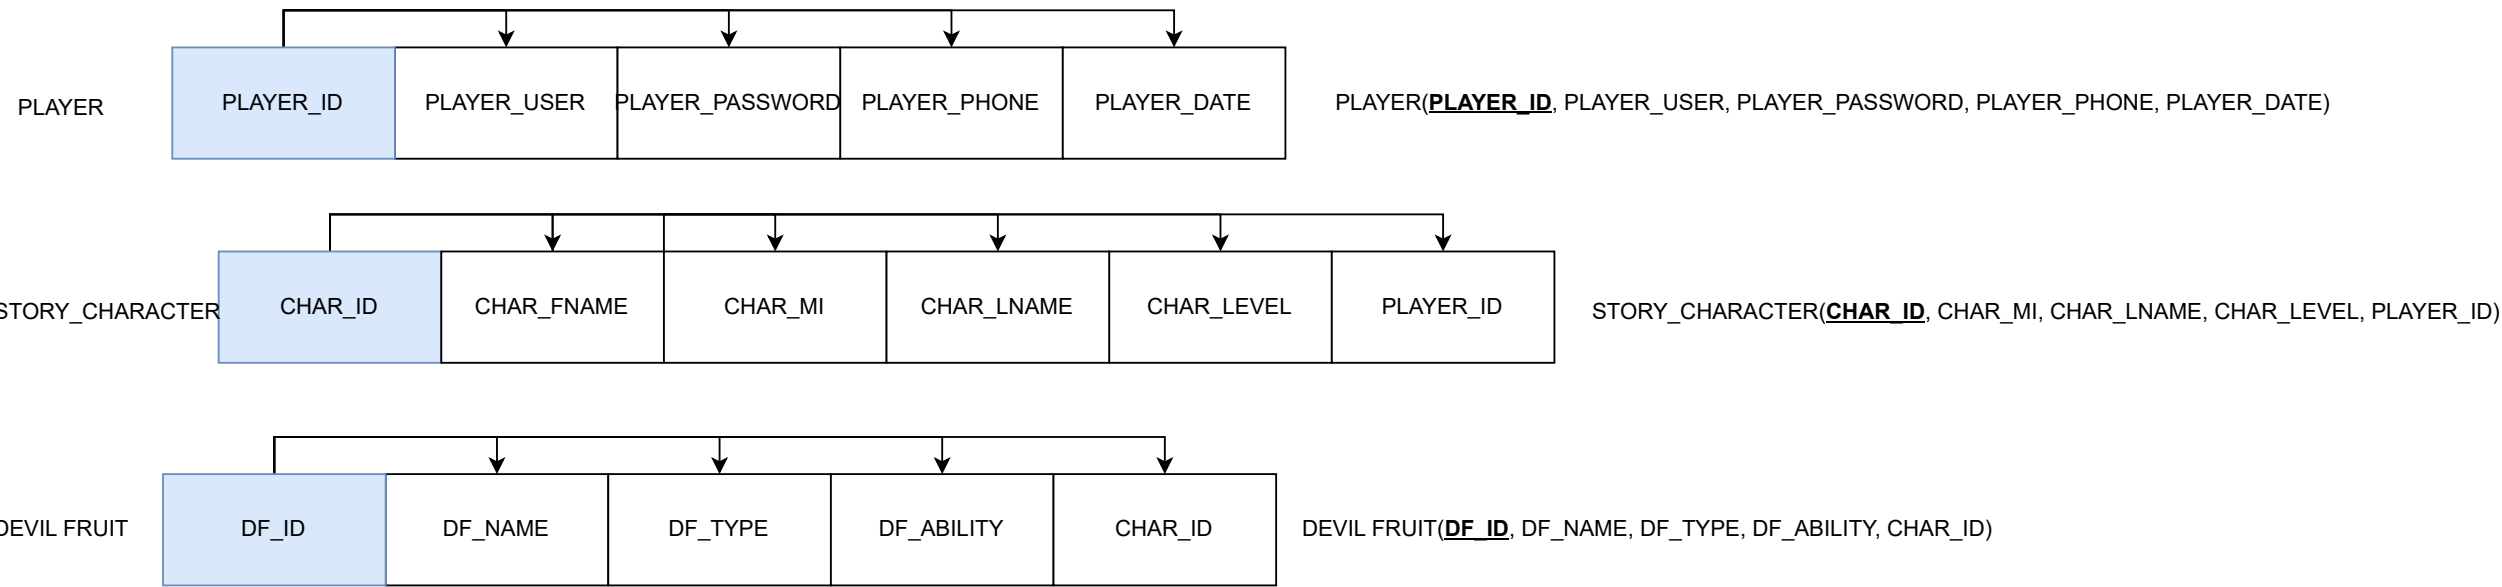 PLAYER
PLAYER_ID
PLAYER_USER
PLAYER_PASSWORD
PLAYER_PHONE
PLAYER_DATE
PLAYER(PLAYER_ID, PLAYER_USER, PLAYER_PASSWORD, PLAYER_PHONE, PLAYER_DATE)
STORY_CHARACTER
CHAR_ID
CHAR_FNAME
CHAR_MI
CHAR_LNAME
CHAR_LEVEL
PLAYER_ID
STORY_CHARACTER(CHAR_ID, CHAR_MI, CHAR_LNAME, CHAR_LEVEL, PLAYER_ID)
DEVIL FRUIT
DF_ID
DF_NAME
DF_TYPE
DF_ABILITY
CHAR_ID
DEVIL FRUIT(DF_ID, DF_NAME, DF_TYPE, DF_ABILITY, CHAR_ID)